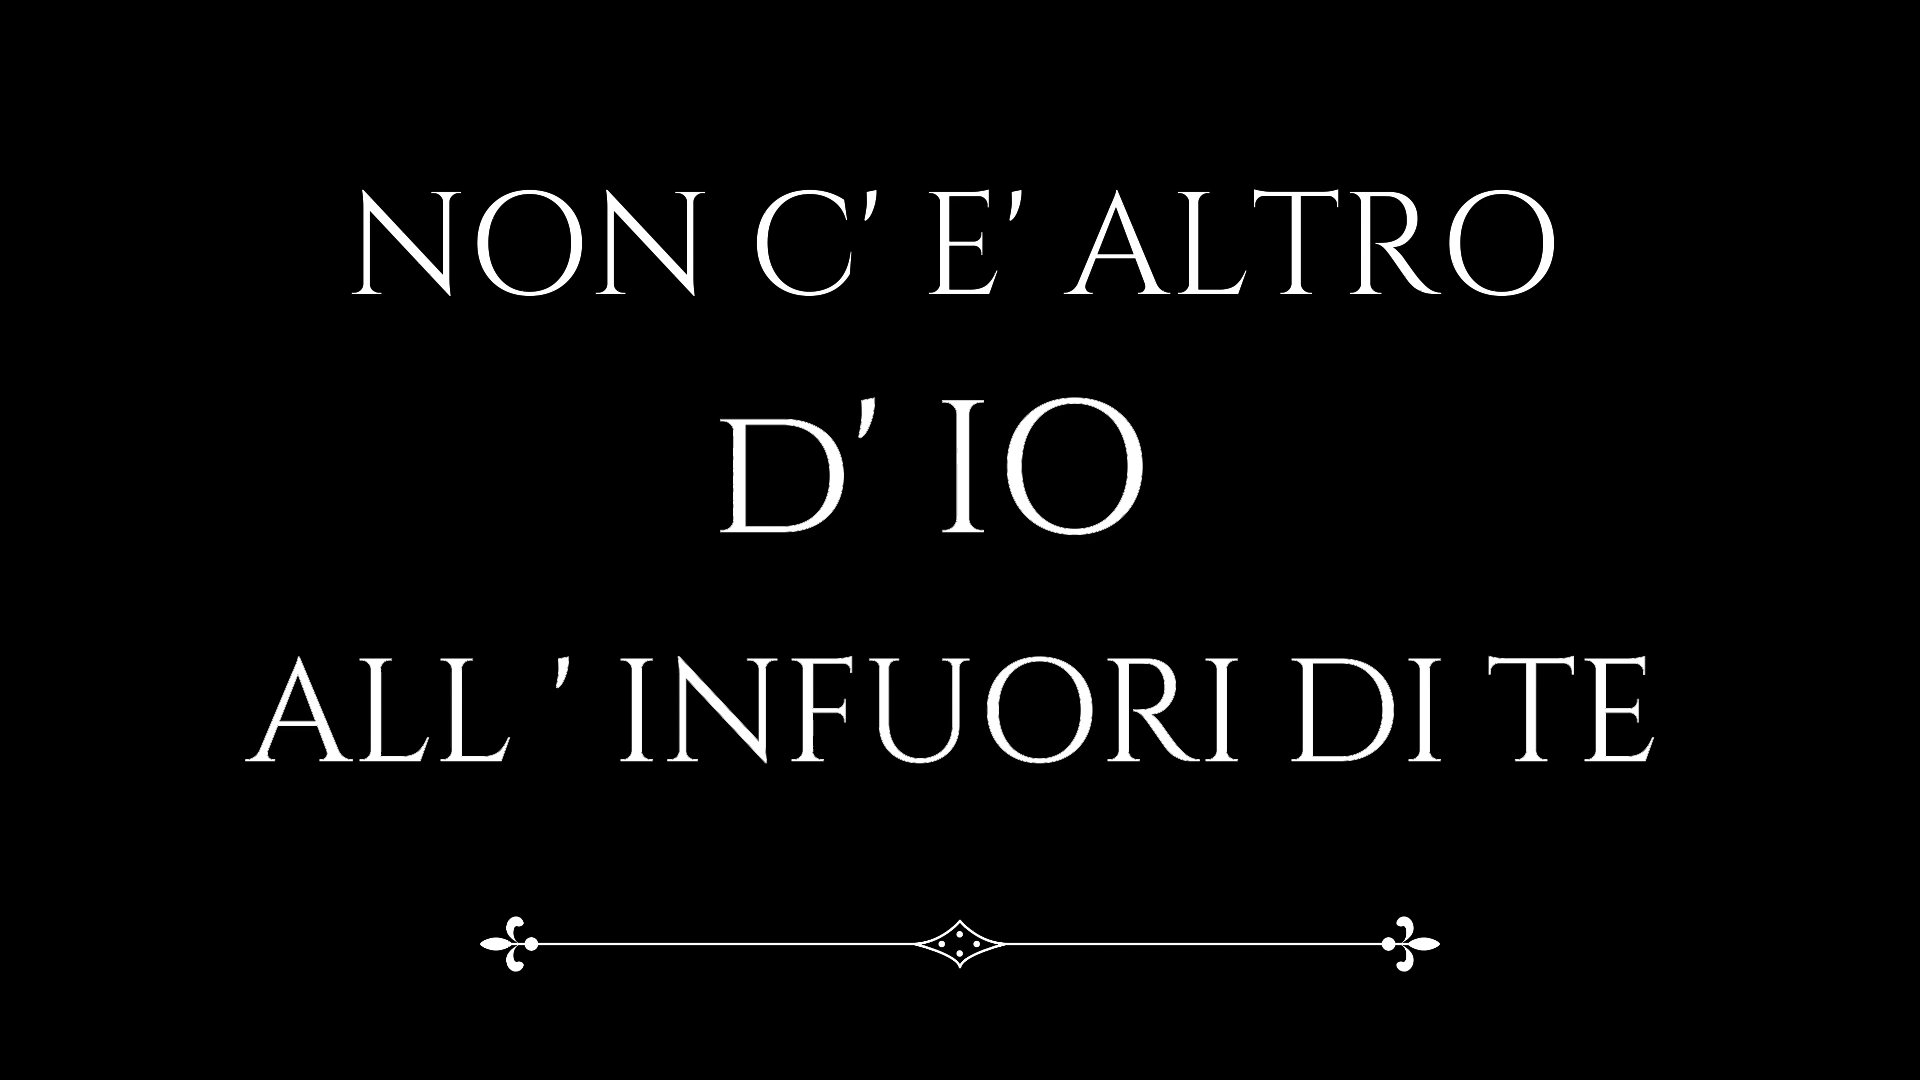 NON C' E' ALTRO
D' IO
ALL ' INFUORI DI TE